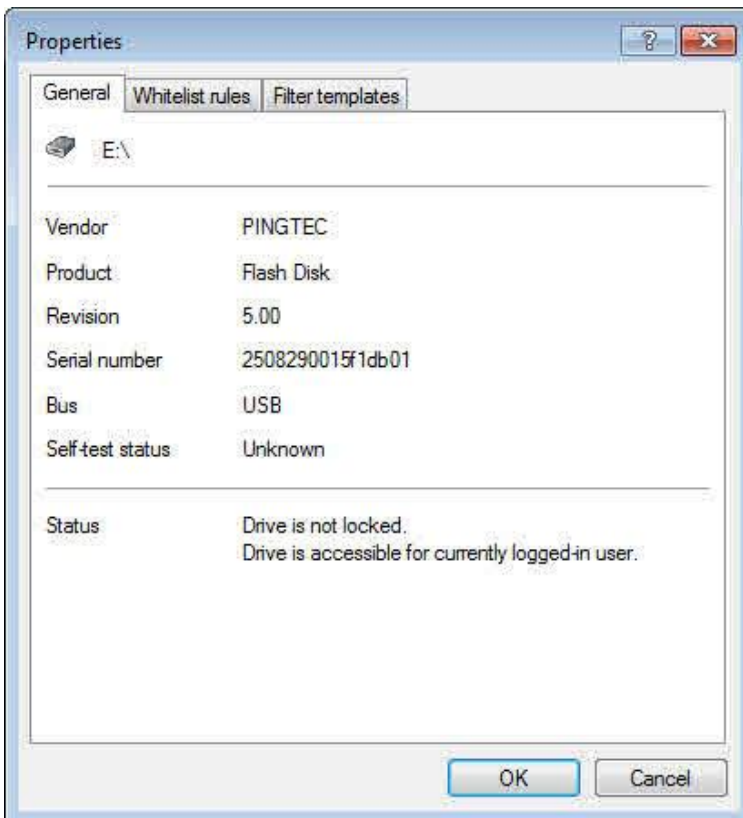 Properties
General Whitelist rules Filter templates
E:\
Vendor PINGTEC
Product Flash Disk
Revision 5.00
Serial number 2508290015f1db01
Bus USB
Self-test status Unknown
Status Drive is not locked.
Drive is accessible for currently logged-in user.
OK Cancel